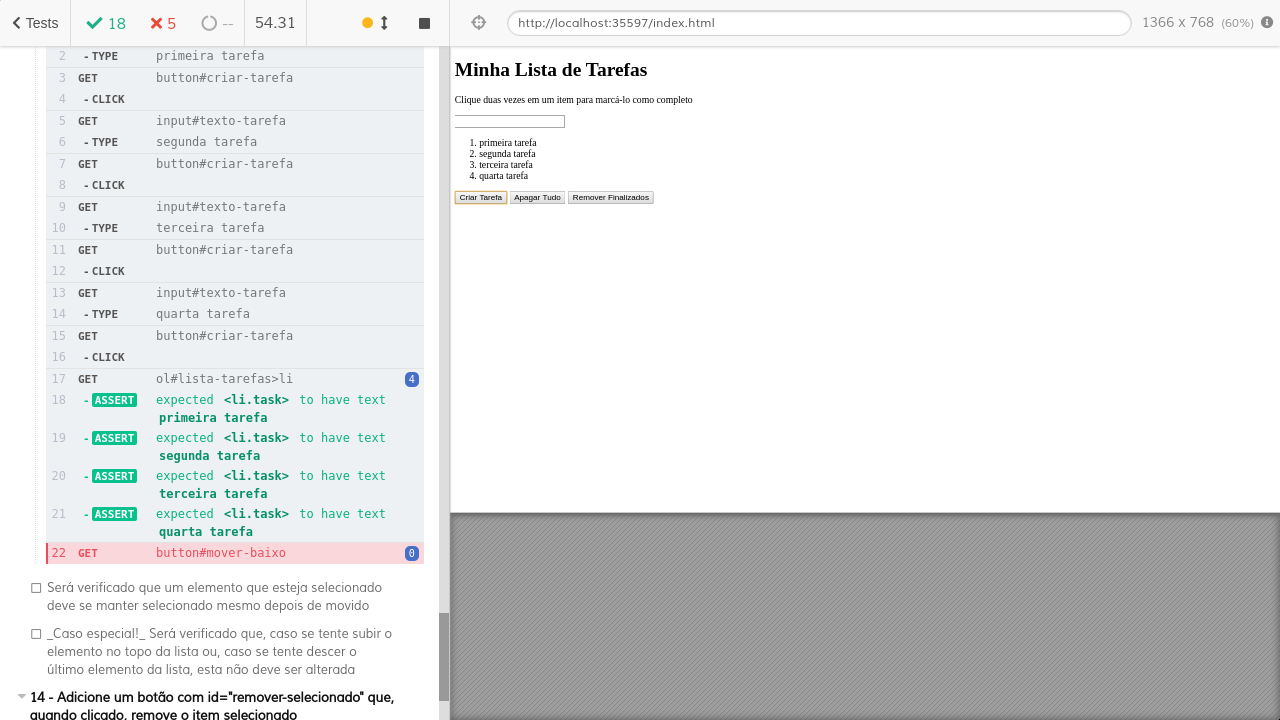 Tests 18 5 -- 54.31
http://localhost:35597/index.html 1366 x 768 (60%)
2 - TYPE primeira tarefa
3 GET button#criar-tarefa
4 - CLICK
5 GET input#texto-tarefa
6 - TYPE segunda tarefa
7 GET button#criar-tarefa
8 - CLICK
9 GET input#texto-tarefa
10 - TYPE terceira tarefa
11 GET button#criar-tarefa
12 - CLICK
13 GET input#texto-tarefa
14 - TYPE quarta tarefa
15 GET button#criar-tarefa
16 - CLICK
17 GET ol#lista-tarefas>li 4
18 - ASSERT expected <li.task> to have text
primeira tarefa
19 - ASSERT expected <li.task> to have text
segunda tarefa
20 - ASSERT expected <li.task> to have text
terceira tarefa
21 - ASSERT expected <li.task> to have text
quarta tarefa
22 GET button#mover-baixo 0
Será verificado que um elemento que esteja selecionado
deve se manter selecionado mesmo depois de movido
_Caso especial!_ Será verificado que, caso se tente subir o
elemento no topo da lista ou, caso se tente descer o
último elemento da lista, esta não deve ser alterada
14 - Adicione um botão com id="remover-selecionado" que,
quando clicado, remove o item selecionado
Minha Lista de Tarefas
Clique duas vezes em um item para marcá-lo como completo
1. primeira tarefa
2. segunda tarefa
3. terceira tarefa
4. quarta tarefa
Criar Tarefa Apagar Tudo Remover Finalizados